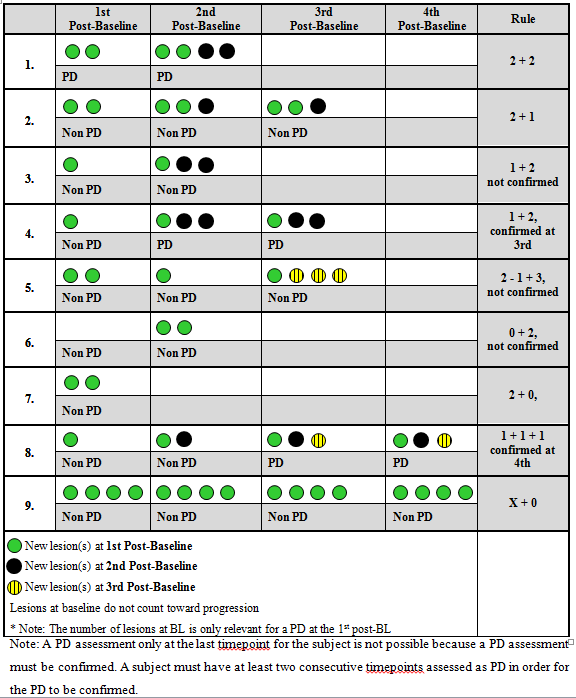 1st 2nd 3rd 4th Rule
Post-Baseline Post-Baseline Post-Baseline Post-Baseline
1. 2 + 2
PD PD
2. 2 + 1
Non PD Non PD Non PD
3. 1 + 2
not confirmed
Non PD Non PD
4. 1 + 2,
confirmed at
3rd
Non PD PD PD
5. 2 - 1 + 3,
not confirmed
Non PD Non PD Non PD
6. 0 + 2,
not confirmed
Non PD Non PD
7. 2 + 0,
Non PD
8. 1 + 1 + 1
confirmed at
4th
Non PD Non PD PD PD
9. X + 0
Non PD Non PD Non PD Non PD
New lesion(s) at 1st Post-Baseline
New lesion(s) at 2nd Post-Baseline
New lesion(s) at 3rd Post-Baseline
Lesions at baseline do not count toward progression
* Note: The number of lesions at BL is only relevant for a PD at the 1st post-BL
Note: A PD assessment only at the last timepoint for the subject is not possible because a PD assessment
must be confirmed. A subject must have at least two consecutive timepoints assessed as PD in order for
the PD to be confirmed.